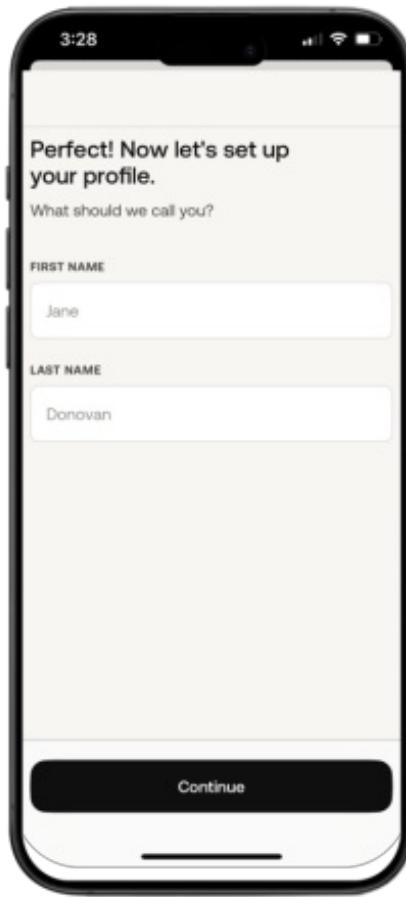 3:28
Perfect! Now let's set up
your profile.
What should we call you?
FIRST NAME
Jane
LAST NAME
Donovan
Continue